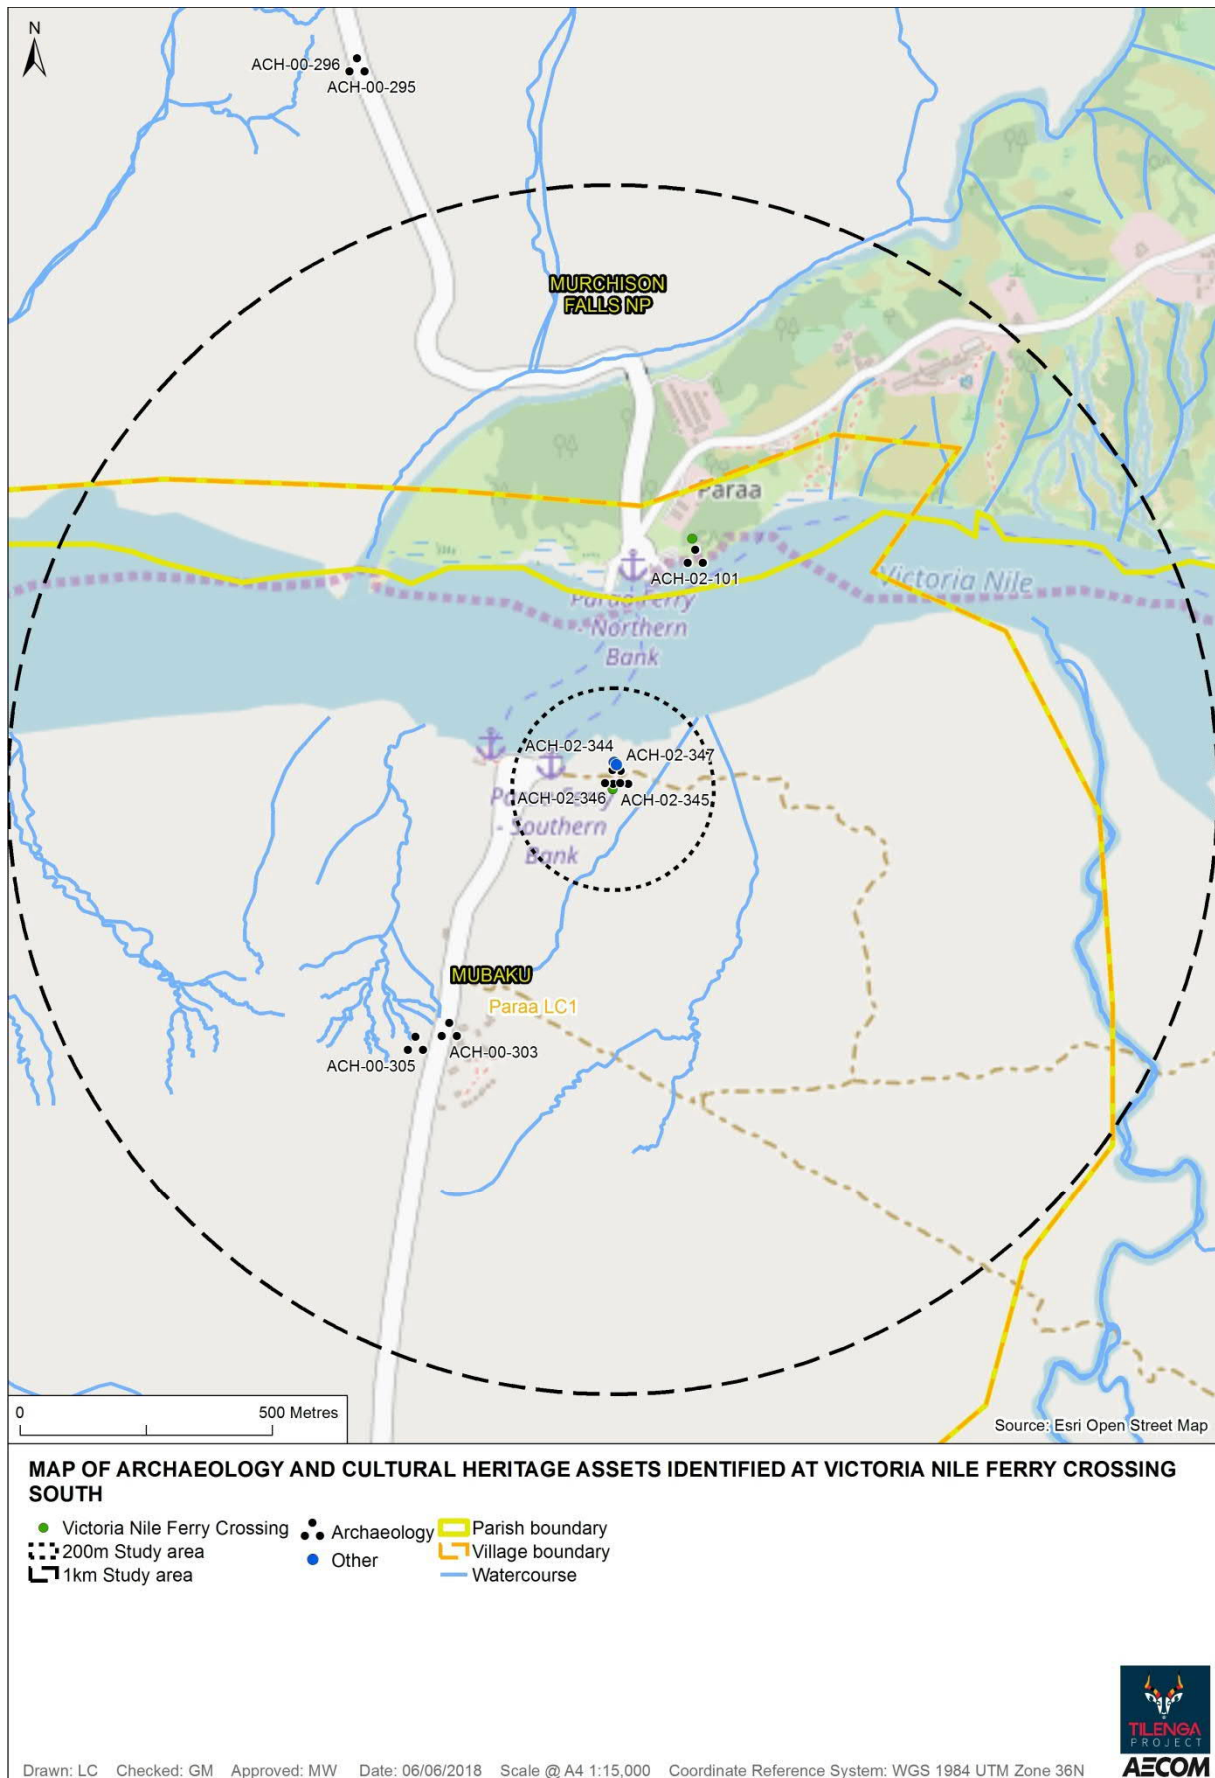 N
ACH-00-296
ACH-00-295
MURCHISON
FALLS NP
Paraa
ACH-02-101
Victoria Nile
Paraa Ferry
- Northern
Bank
ACH-02-344
ACH-02-347
ACH-02-346
ACH-02-345
Paraa Ferry
- Southern
Bank
MUBAKU
Paraa LC1
ACH-00-303
ACH-00-305
0
500 Metres
Source: Esri Open Street Map
MAP OF ARCHAEOLOGY AND CULTURAL HERITAGE ASSETS IDENTIFIED AT VICTORIA NILE FERRY CROSSING
SOUTH
Victoria Nile Ferry Crossing
Archaeology
Parish boundary
200m Study area
Other
Village boundary
1km Study area
Watercourse
TILENGA
PROJECT
Drawn: LC Checked: GM Approved: MW Date: 06/06/2018 Scale @ A4 1:15,000 Coordinate Reference System: WGS 1984 UTM Zone 36N
AECOM